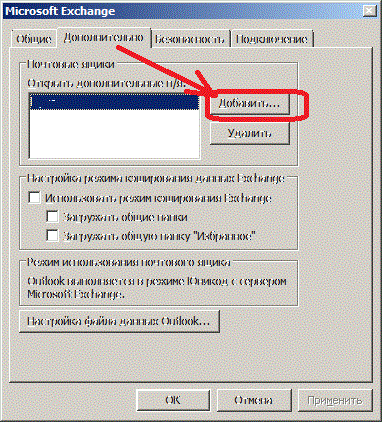 Microsoft Exchange
Общие
Дополнительно
Безопасность
Подключение
Почтовые ящики
Открыть дополнительные п/я:
Добавить...
Удалить
Настройка режима кэширования данных Exchange
Использовать режим кэширования Exchange
Загружать общие папки
Загружать общую папку "Избранное"
Режим использования почтового ящика
Outlook выполняется в режиме Юникод с сервером
Microsoft Exchange.
Настройка файла данных Outlook...
ОК
Отмена
Применить